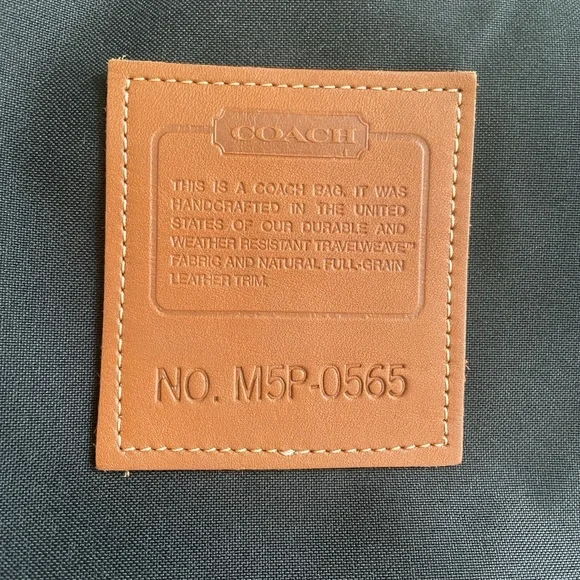 COACH
THIS IS A COACH BAG. IT WAS
HANDCRAFTED IN THE UNITED
STATES OF OUR DURABLE AND
WEATHER RESISTANT TRAVELWEAVE™
FABRIC AND NATURAL FULL-GRAIN
LEATHER TRIM.
NO. M5P-0565